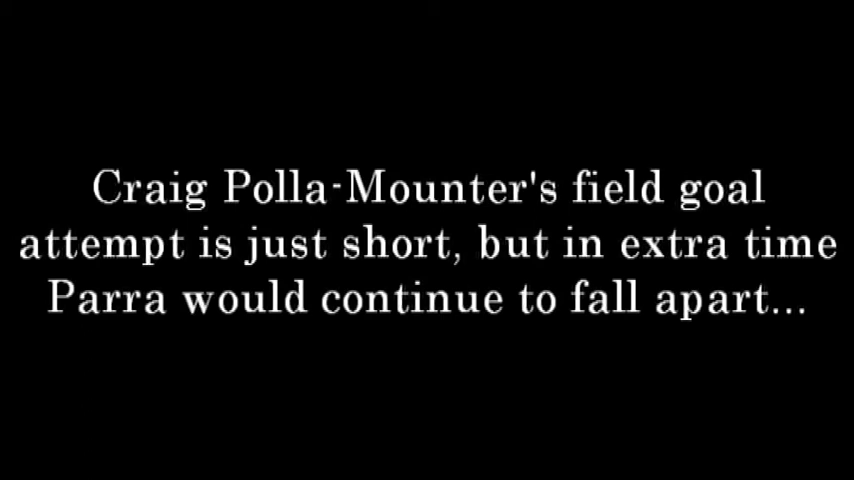 Craig Polla-Mounter's field goal
attempt is just short, but in extra time
Parra would continue to fall apart...